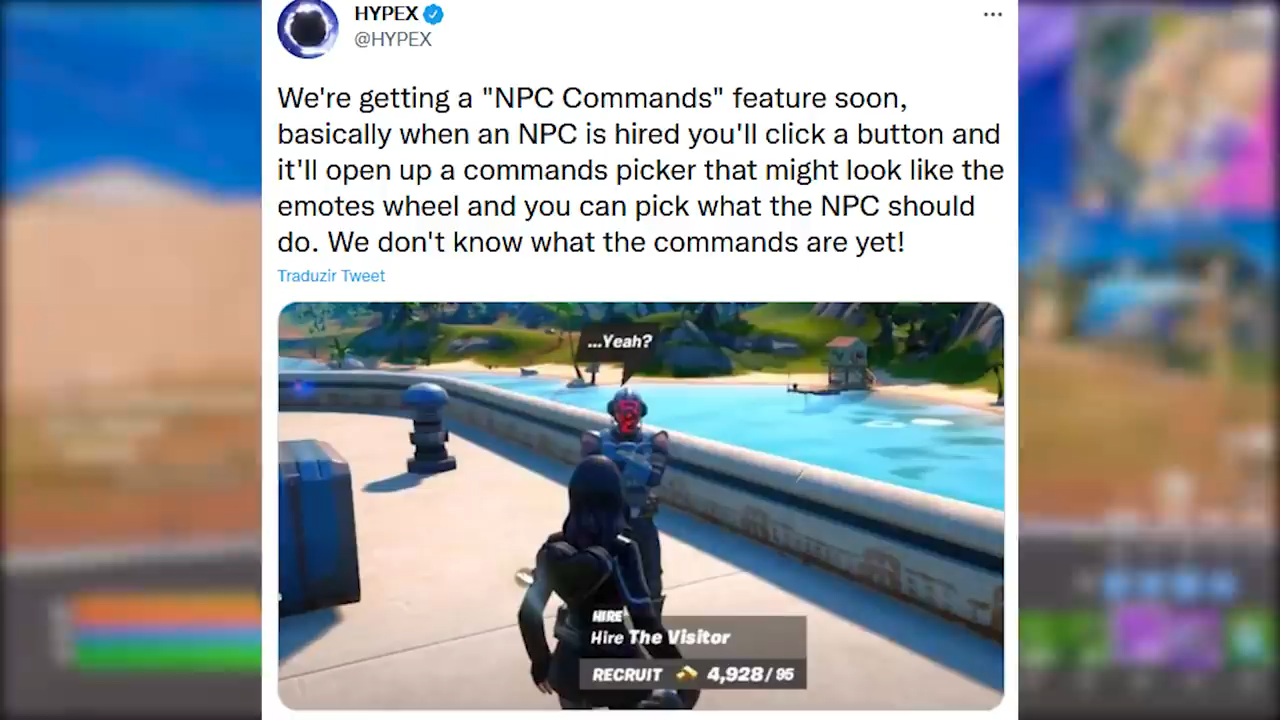 HYPEX
@HYPEX
We're getting a "NPC Commands" feature soon,
basically when an NPC is hired you'll click a button and
it'll open up a commands picker that might look like the
emotes wheel and you can pick what the NPC should
do. We don't know what the commands are yet!
Traduzir Tweet
...Yeah?
HIRE
Hire The Visitor
RECRUIT 4,928 / 95